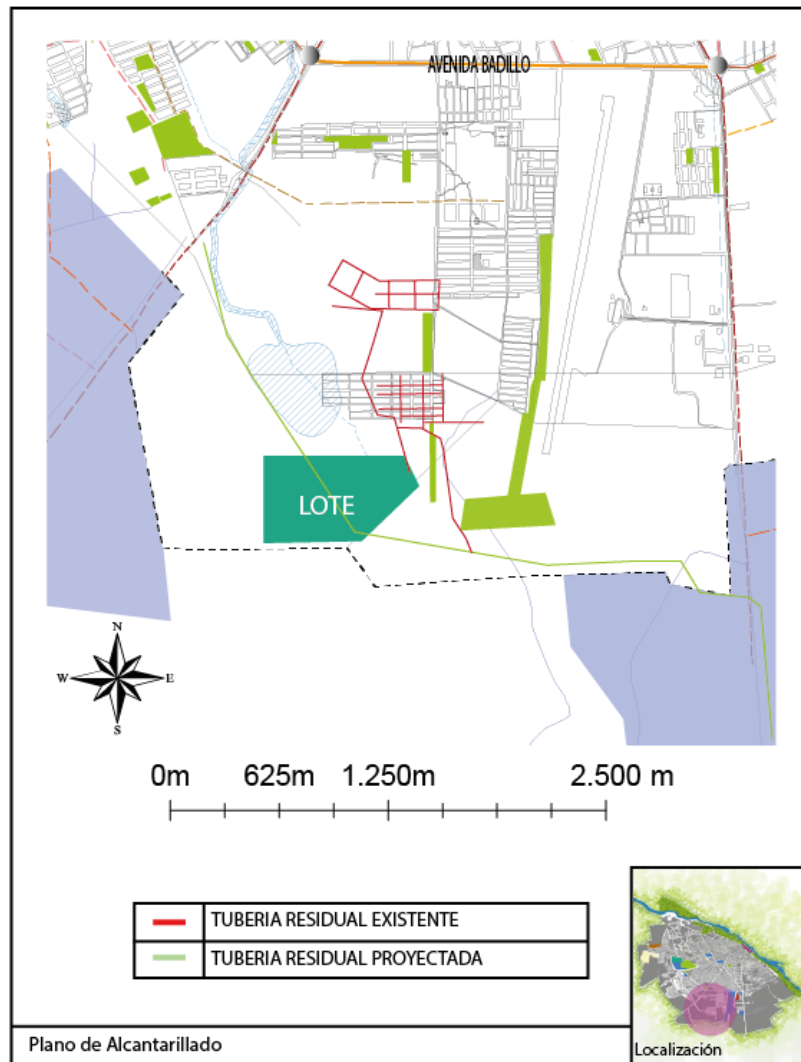 AVENIDA BADILLO
LOTE
N
W E
S
0m 625m 1.250m 2.500 m
TUBERIA RESIDUAL EXISTENTE
TUBERIA RESIDUAL PROYECTADA
Plano de Alcantarillado
Localización